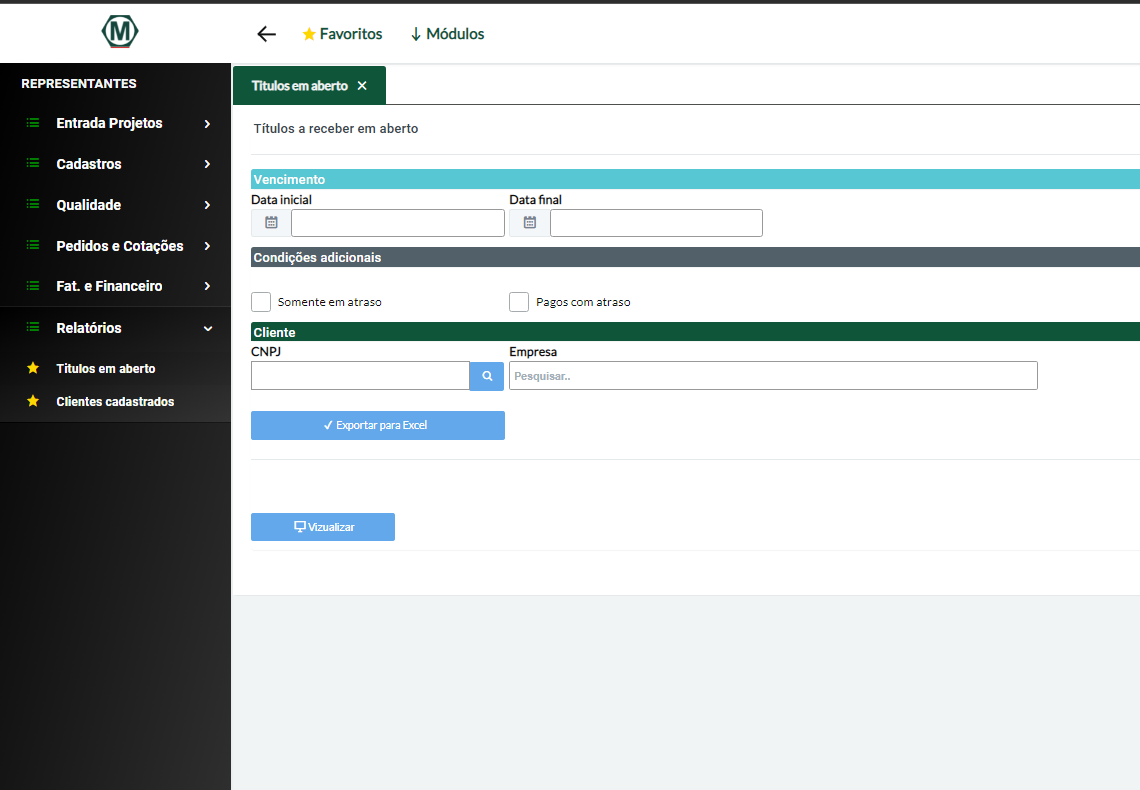 M
Favoritos
Módulos
REPRESENTANTES
Entrada Projetos
Cadastros
Qualidade
Pedidos e Cotações
Fat. e Financeiro
Relatórios
Titulos em aberto
Clientes cadastrados
Titulos em aberto
Títulos a receber em aberto
Vencimento
Data inicial Data final
Condições adicionais
Somente em atraso Pagos com atraso
Cliente
CNPJ Empresa
Pesquisar..
Exportar para Excel
Vizualizar